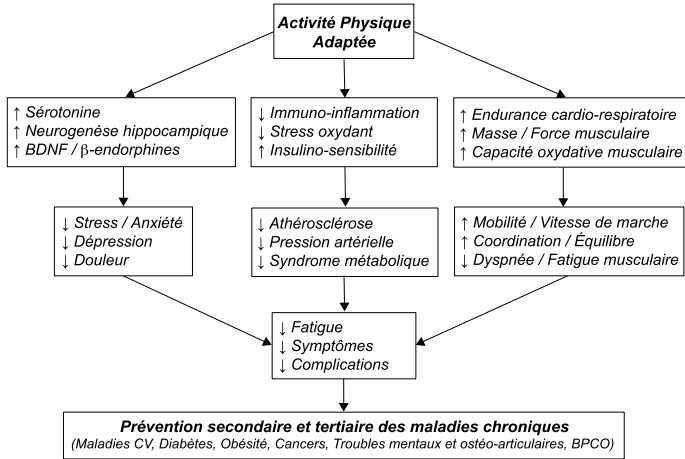 Activité Physique
Adaptée
↑ Sérotonine
↑ Neurogenèse hippocampique
↑ BDNF / β-endorphines
↓ Immuno-inflammation
↓ Stress oxydant
↑ Insulino-sensibilité
↑ Endurance cardio-respiratoire
↑ Masse / Force musculaire
↑ Capacité oxydative musculaire
↓ Stress / Anxiété
↓ Dépression
↓ Douleur
↓ Athérosclérose
↓ Pression artérielle
↓ Syndrome métabolique
↑ Mobilité / Vitesse de marche
↑ Coordination / Équilibre
↓ Dyspnée / Fatigue musculaire
↓ Fatigue
↓ Symptômes
↓ Complications
Prévention secondaire et tertiaire des maladies chroniques
(Maladies CV, Diabètes, Obésité, Cancers, Troubles mentaux et ostéo-articulaires, BPCO)